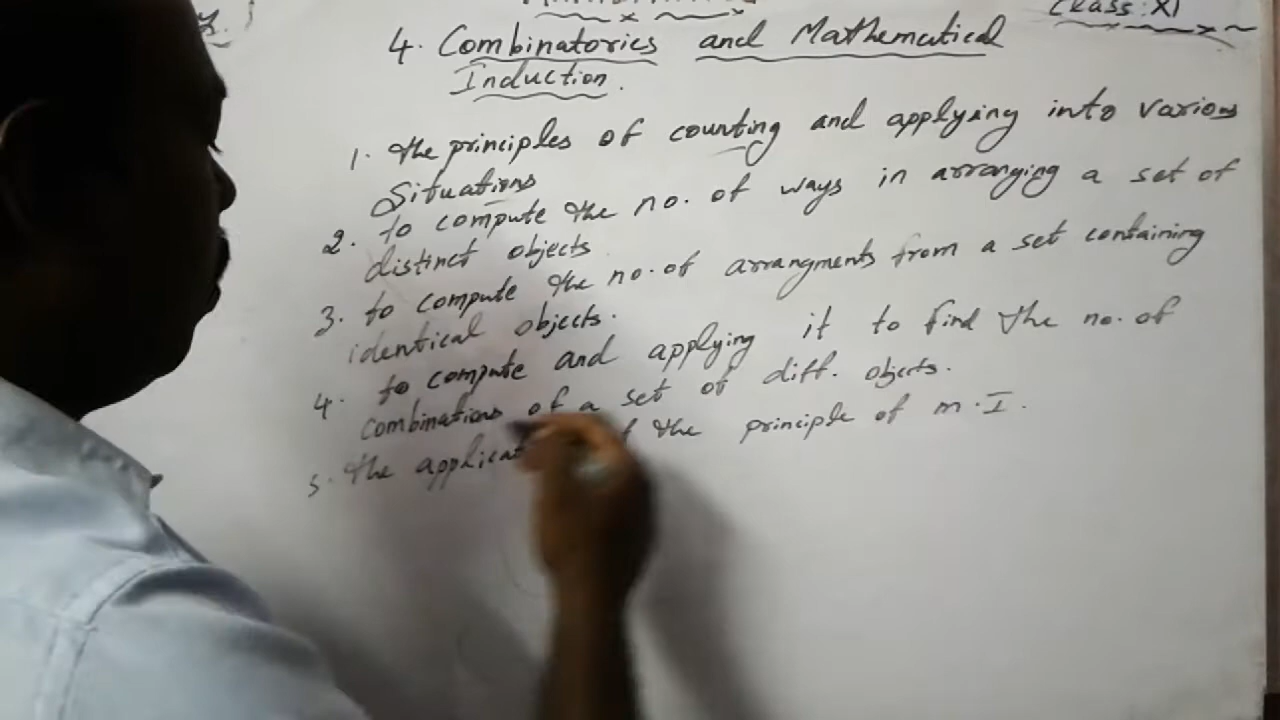 Class: XI
4. Combinatorics and Mathematical
Induction.
1. the principles of counting and applying into various
Situations
2. to compute the no. of ways in arranging a set of
distinct objects
3. to compute the no. of arrangments from a set containing
identical objects.
4. to compute and applying it to find the no. of
Combinations of a set of diff. objects.
5. the applicat the principle of m.I.